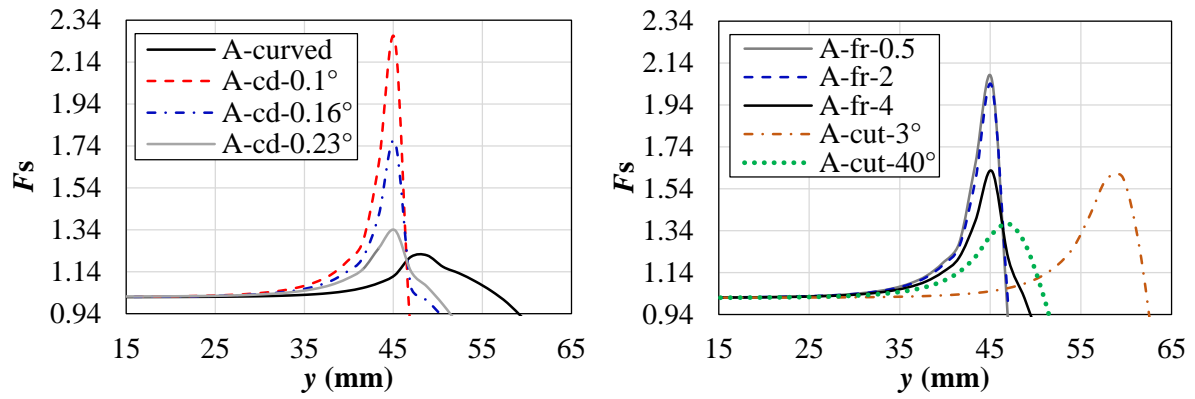 2.34
2.14
1.94
1.74
1.54
1.34
1.14
0.94
Fs
A-curved
A-cd-0.1°
A-cd-0.16°
A-cd-0.23°
15 25 35 45 55 65
y (mm)
2.34
2.14
1.94
1.74
1.54
1.34
1.14
0.94
Fs
A-fr-0.5
A-fr-2
A-fr-4
A-cut-3°
A-cut-40°
15 25 35 45 55 65
y (mm)